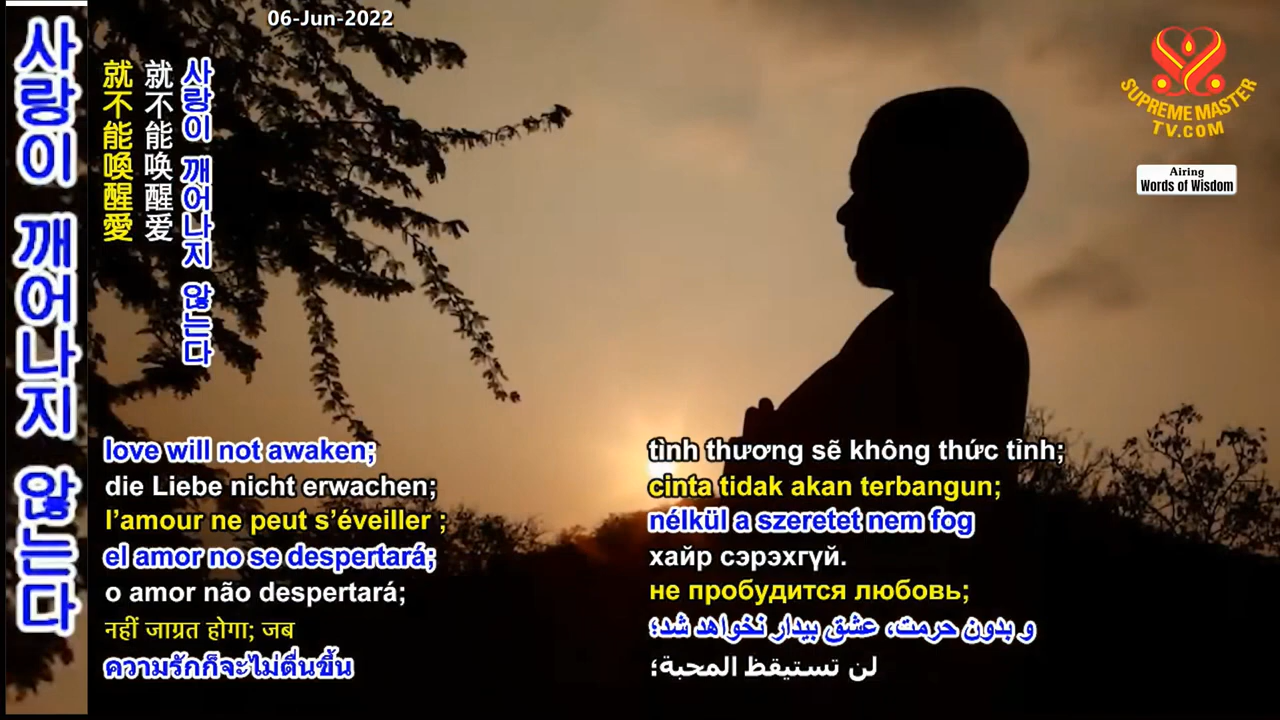 06-Jun-2022
사랑이 깨어나지 않는다
就不能喚醒愛
就不能唤醒爱
사랑이 깨어나지 않는다
SUPREME MASTER
TV.COM
Airing
Words of Wisdom
love will not awaken;
die Liebe nicht erwachen;
l’amour ne peut s’éveiller ;
el amor no se despertará;
o amor não despertará;
नहीं जाग्रत होगा; जब
ความรักก็จะไม่ตื่นขึ้น
tình thương sẽ không thức tỉnh;
cinta tidak akan terbangun;
nélkül a szeretet nem fog
хайр сэрэхгүй.
не пробудится любовь;
و بدون حرمت، عشق بیدار نخواهد شد؛
لن تستيقظ المحبة؛